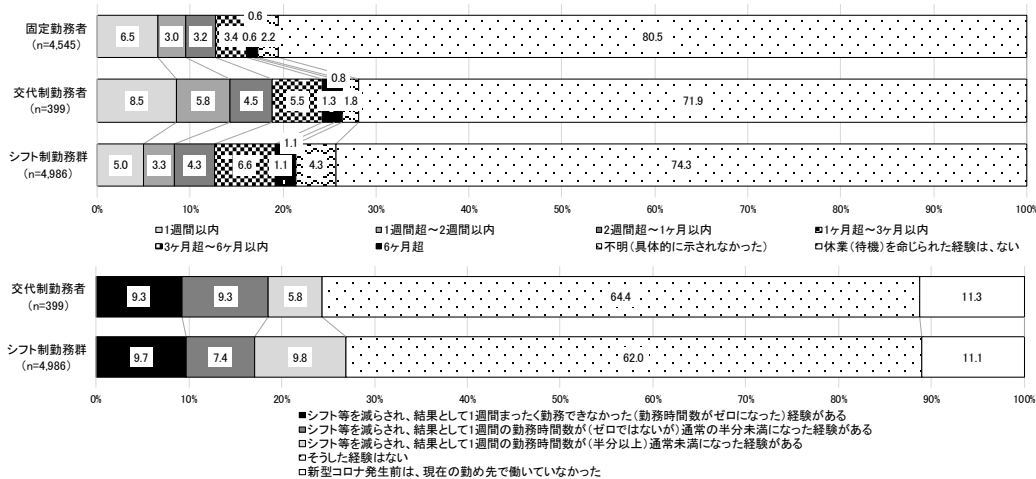 0.6
固定勤務者
(n=4,545)
6.5 3.0 3.2 3.4 0.6 2.2 80.5
0.8
交代制勤務者
(n=399)
8.5 5.8 4.5 5.5 1.3 1.8 71.9
1.1
シフト制勤務群
(n=4,986)
5.0 3.3 4.3 6.6 1.1 4.3 74.3
0% 10% 20% 30% 40% 50% 60% 70% 80% 90% 100%
1週間以内 1週間超～2週間以内 2週間超～1ヶ月以内 1ヶ月超～3ヶ月以内
3ヶ月超～6ヶ月以内 6ヶ月超 不明(具体的に示されなかった) 休業(待機)を命じられた経験は、ない
交代制勤務者
(n=399)
9.3 9.3 5.8 64.4 11.3
シフト制勤務群
(n=4,986)
9.7 7.4 9.8 62.0 11.1
0% 10% 20% 30% 40% 50% 60% 70% 80% 90% 100%
シフト等を減らされ、結果として1週間まったく勤務できなかった(勤務時間数がゼロになった)経験がある
シフト等を減らされ、結果として1週間の勤務時間数が(ゼロではないが)通常の半分未満になった経験がある
シフト等を減らされ、結果として1週間の勤務時間数が(半分以上)通常未満になった経験がある
そうした経験はない
新型コロナ発生前は、現在の勤め先で働いていなかった